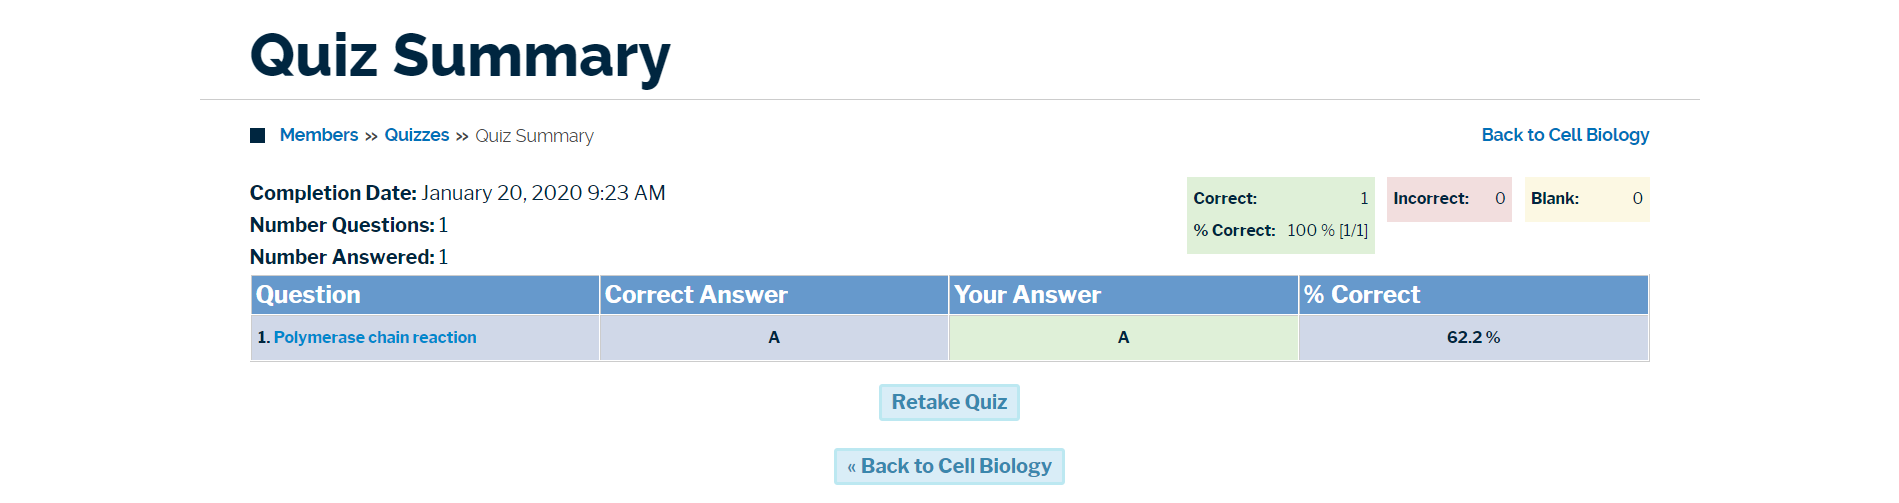 Quiz Summary
Members » Quizzes » Quiz Summary
Back to Cell Biology
Completion Date: January 20, 2020 9:23 AM
Number Questions: 1
Number Answered: 1
Correct: 1
% Correct: 100 % [1/1]
Incorrect: 0
Blank: 0
Question Correct Answer Your Answer % Correct
1. Polymerase chain reaction A A 62.2 %
Retake Quiz
« Back to Cell Biology